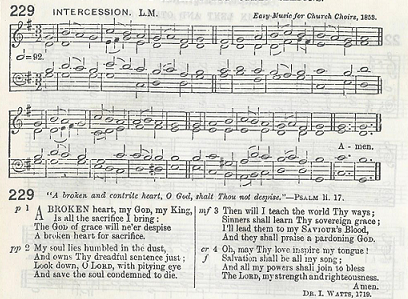 229 INTERCESSION. L.M. Easy Music for Church Choirs, 1853.
=92.
A - men.
229 "A broken and contrite heart, O God, shalt Thou not despise."—PSALM li. 17.
p 1 A BROKEN heart, my GOD, my King,
Is all the sacrifice I bring;
The GOD of grace will ne'er despise
A broken heart for sacrifice.
pp 2 My soul lies humbled in the dust,
And owns Thy dreadful sentence just;
Look down, O LORD, with pitying eye
And save the soul condemned to die.
mf 3 Then will I teach the world Thy ways;
Sinners shall learn Thy sovereign grace;
I'll lead them to my SAVIOUR'S Blood,
And they shall praise a pardoning GOD.
cr 4 Oh, may Thy love inspire my tongue!
f Salvation shall be all my song;
And all my powers shall join to bless
The LORD, my strength and righteousness.
Amen.
DR. I. WATTS, 1719.